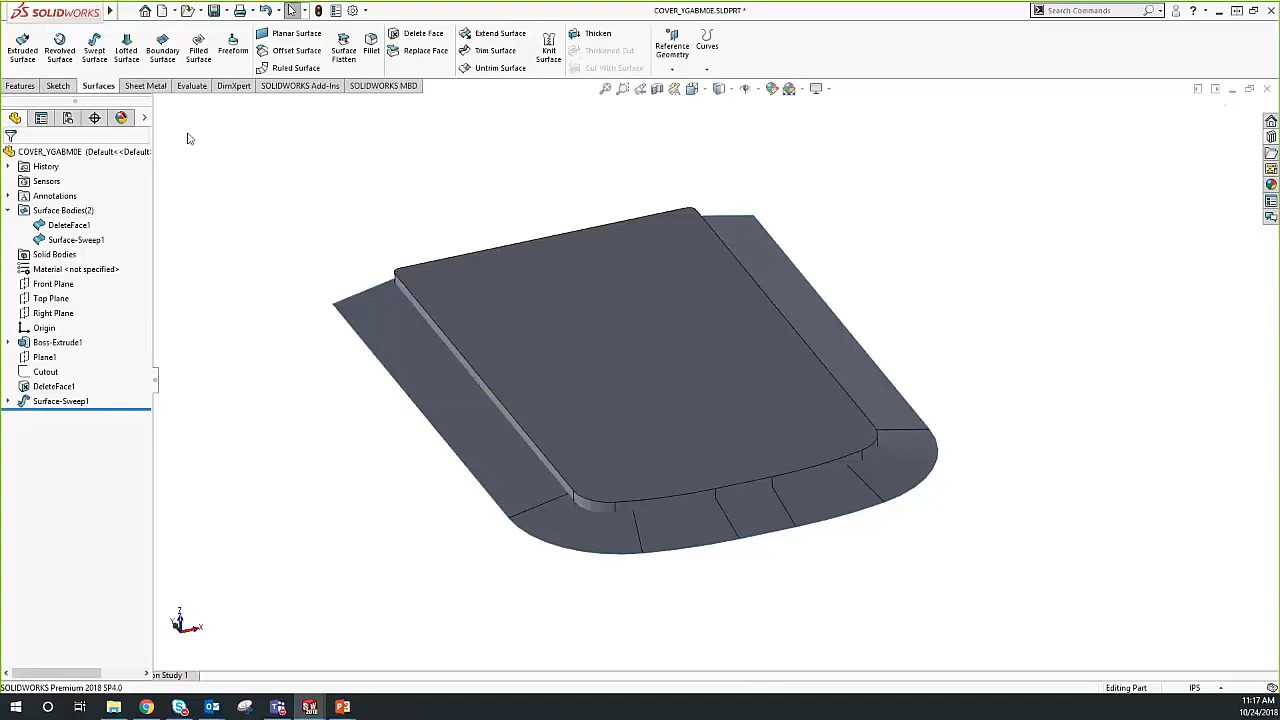 SOLIDWORKS
COVER_YGABM0E.SLDPRT *
Search Commands
Extruded Surface
Revolved Surface
Swept Surface
Lofted Surface
Boundary Surface
Filled Surface
Freeform
Planar Surface
Offset Surface
Ruled Surface
Surface Flatten
Fillet
Delete Face
Replace Face
Extend Surface
Trim Surface
Untrim Surface
Knit Surface
Thicken
Thickened Cut
Cut With Surface
Reference Geometry
Curves
Features
Sketch
Surfaces
Sheet Metal
Evaluate
DimXpert
SOLIDWORKS Add-Ins
SOLIDWORKS MBD
COVER_YGABM0E (Default<<Default:
History
Sensors
Annotations
Surface Bodies(2)
DeleteFace1
Surface-Sweep1
Solid Bodies
Material <not specified>
Front Plane
Top Plane
Right Plane
Origin
Boss-Extrude1
Plane1
Cutout
DeleteFace1
Surface-Sweep1
Z
Y
X
on Study 1
SOLIDWORKS Premium 2018 SP4.0
Editing Part
IPS
11:17 AM
10/24/2018